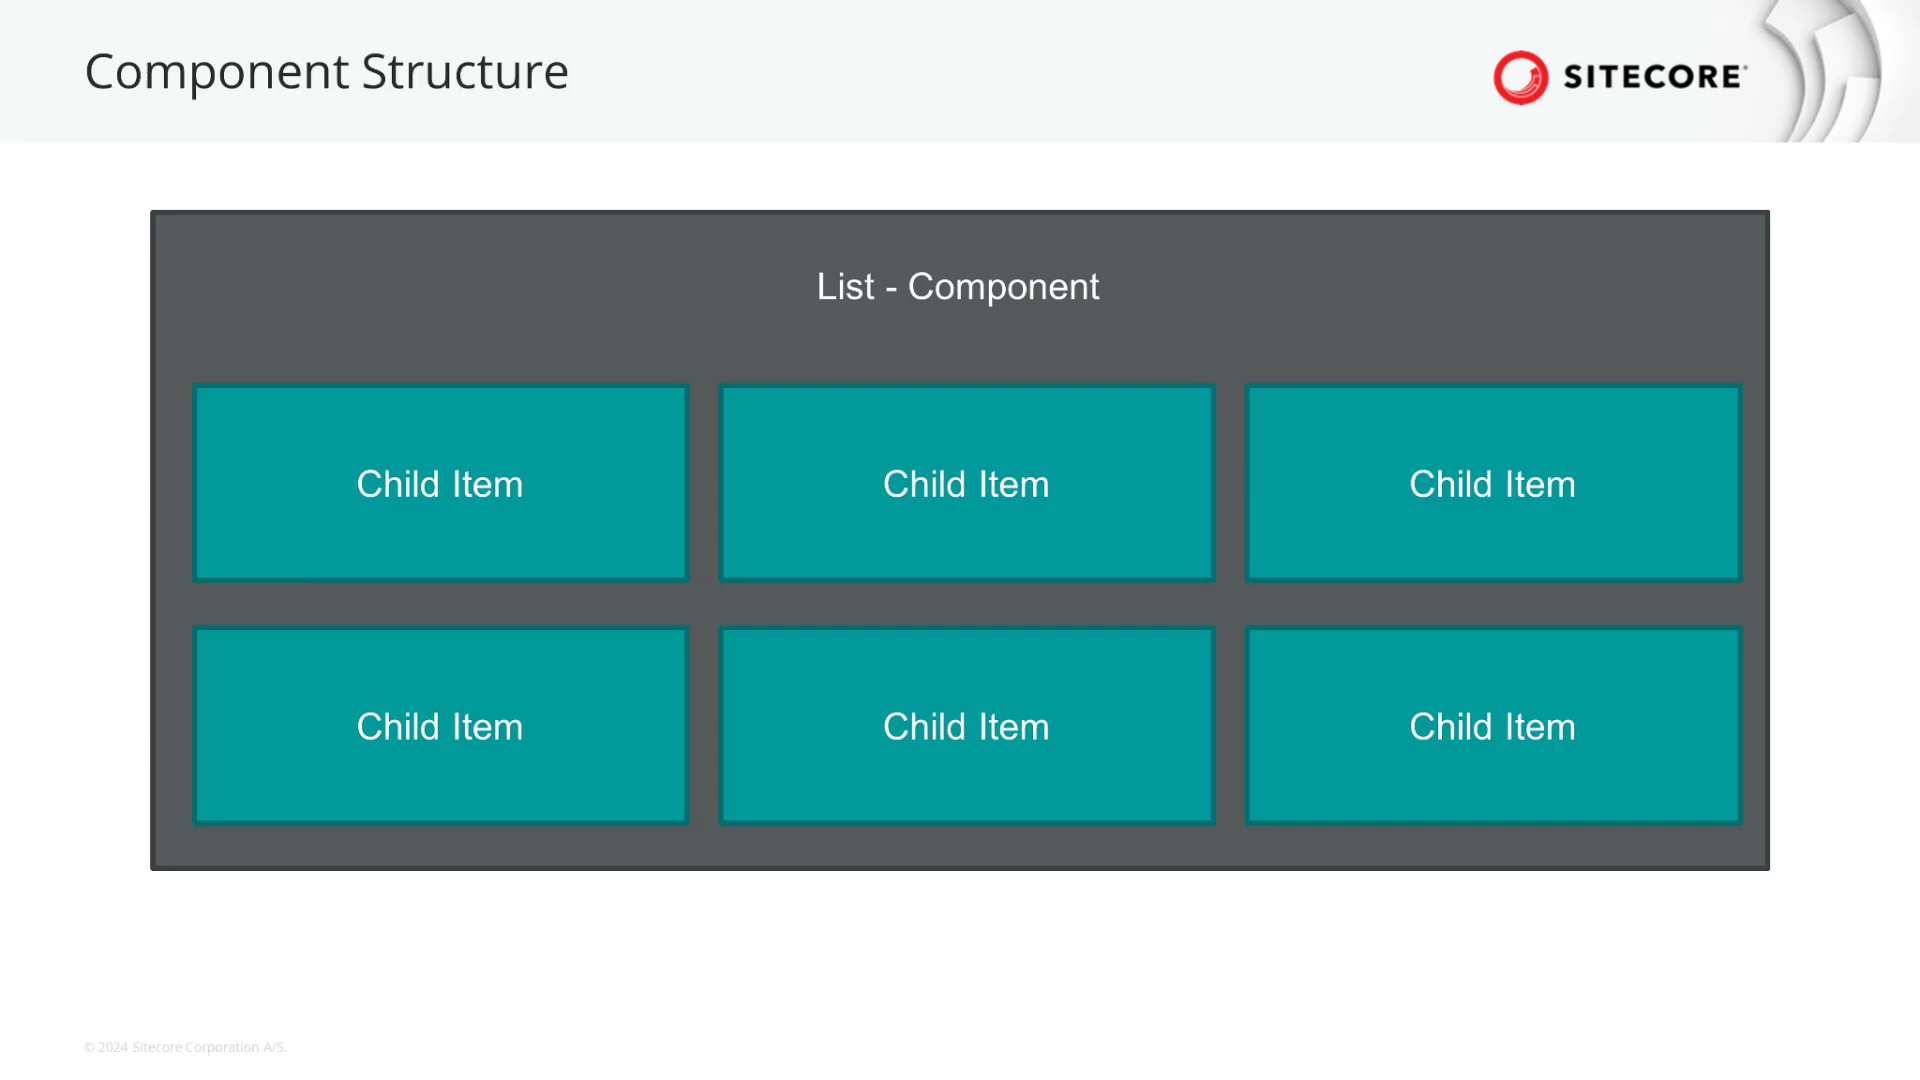 Component Structure
SITECORE
List - Component
Child Item
Child Item
Child Item
Child Item
Child Item
Child Item
© 2024 Sitecore Corporation A/S.